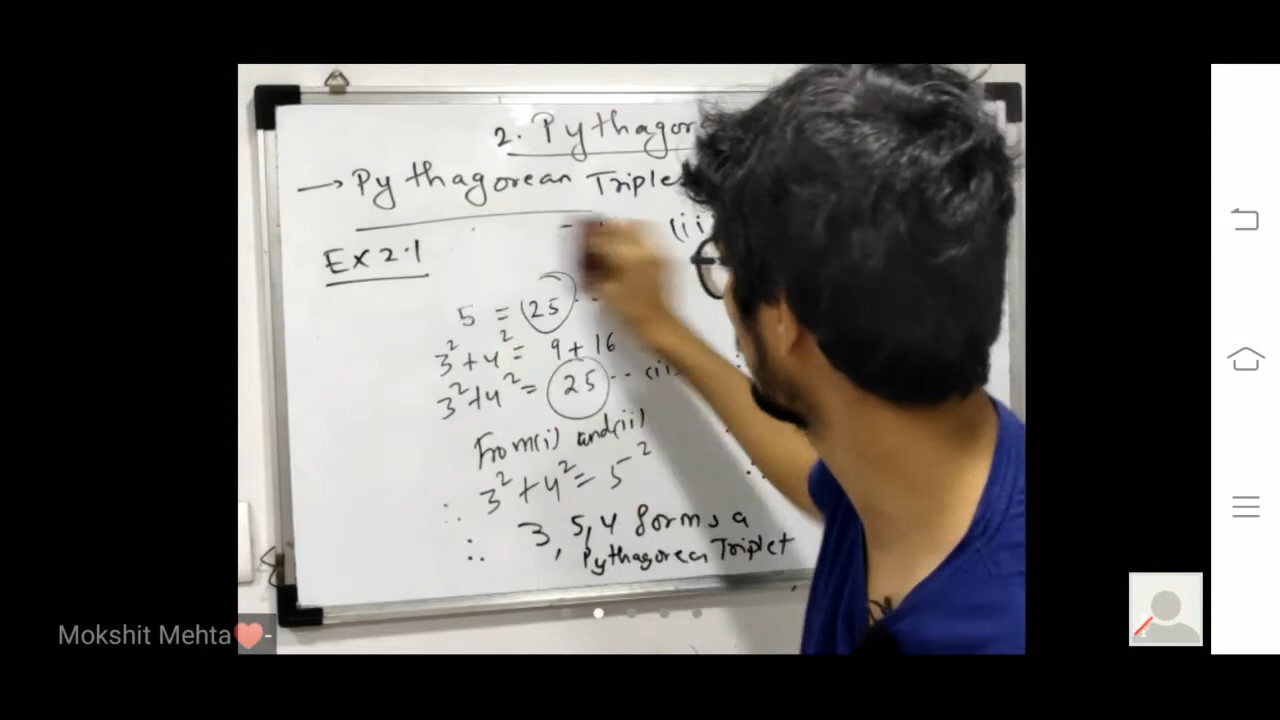 2. Pythagor
→ Pythagorean Triple
(ii
Ex 2.1
5 = 25 --
3² + 4² = 9 + 16
3² + 4² = 25 -- (ii)
From(i) and(ii)
∴ 3² + 4² = 5²
∴ 3, 5, 4 forms a
Pythagorean Triplet
Mokshit Mehta❤️-